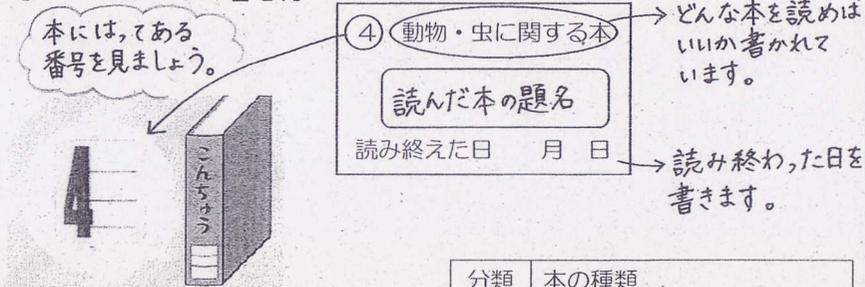 本にはってある
番号を見ましょう。
4
こんちゅう
④ 動物・虫に関する本
読んだ本の題名
読み終えた日 月 日
どんな本を読めば
いいか書かれて
います。
読み終わった日を
書きます。
分類 本の種類